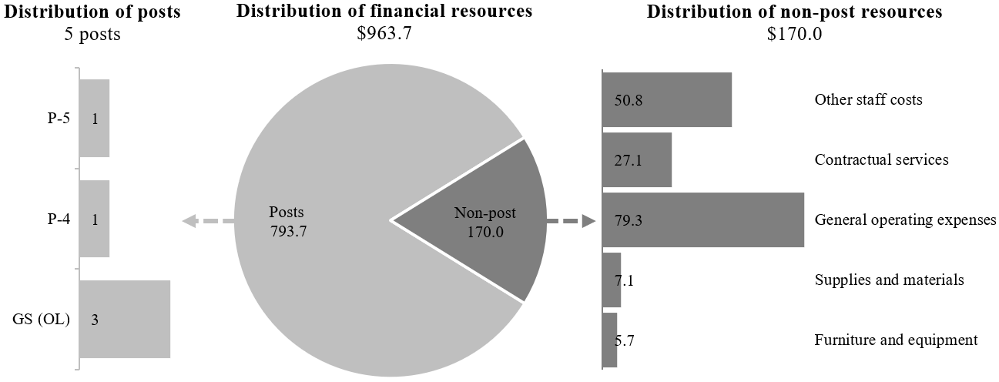 Distribution of posts
5 posts
P-5
1
P-4
1
GS (OL)
3
Distribution of financial resources
$963.7
Posts
793.7
Non-post
170.0
Distribution of non-post resources
$170.0
50.8
Other staff costs
27.1
Contractual services
79.3
General operating expenses
7.1
Supplies and materials
5.7
Furniture and equipment